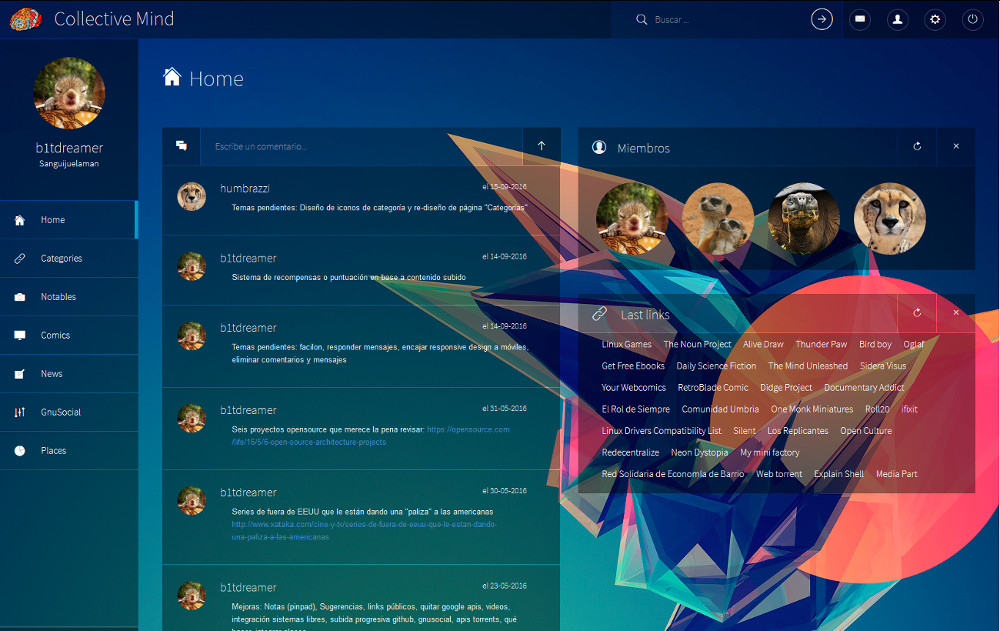 Collective Mind
Buscar ...
b1tdreamer
Sanguijuelaman
Home
Categories
Notables
Comics
News
GnuSocial
Places
Home
Escribe un comentario...
humbrazzi
el 15-09-2016
Temas pendientes: Diseño de iconos de categoría y re-diseño de página "Categorías"
b1tdreamer
el 14-09-2016
Sistema de recompensas o puntuación en base a contenido subido
b1tdreamer
el 14-09-2016
Temas pendientes: facilon, responder mensajes, encajar responsive design a móviles,
eliminar comentarios y mensajes
b1tdreamer
el 31-05-2016
Seis proyectos opensource que merece la pena revisar: https://opensource.com
/life/16/5/6-open-source-architecture-projects
b1tdreamer
el 30-05-2016
Series de fuera de EEUU que le están dando una "paliza" a las americanas
http://www.xataka.com/cine-y-tv/series-de-fuera-de-eeuu-que-le-estan-dando-
una-paliza-a-las-americanas
b1tdreamer
el 23-05-2016
Mejoras: Notas (pinpad), Sugerencias, links públicos, quitar google apis, videos,
integración sistemas libres, subida progresiva github, gnusocial, apis torrents, qué
Miembros
Last links
Linux Games The Noun Project Alive Draw Thunder Paw Bird boy Oglaf
Get Free Ebooks Daily Science Fiction The Mind Unleashed Sidera Visus
Your Webcomics RetroBlade Comic Didge Project Documentary Addict
El Rol de Siempre Comunidad Umbria One Monk Miniatures Roll20 ifixit
Linux Drivers Compatibility List Silent Los Replicantes Open Culture
Redecentralize Neon Dystopia My mini factory
Red Solidaria de Economía de Barrio Web torrent Explain Shell Media Part